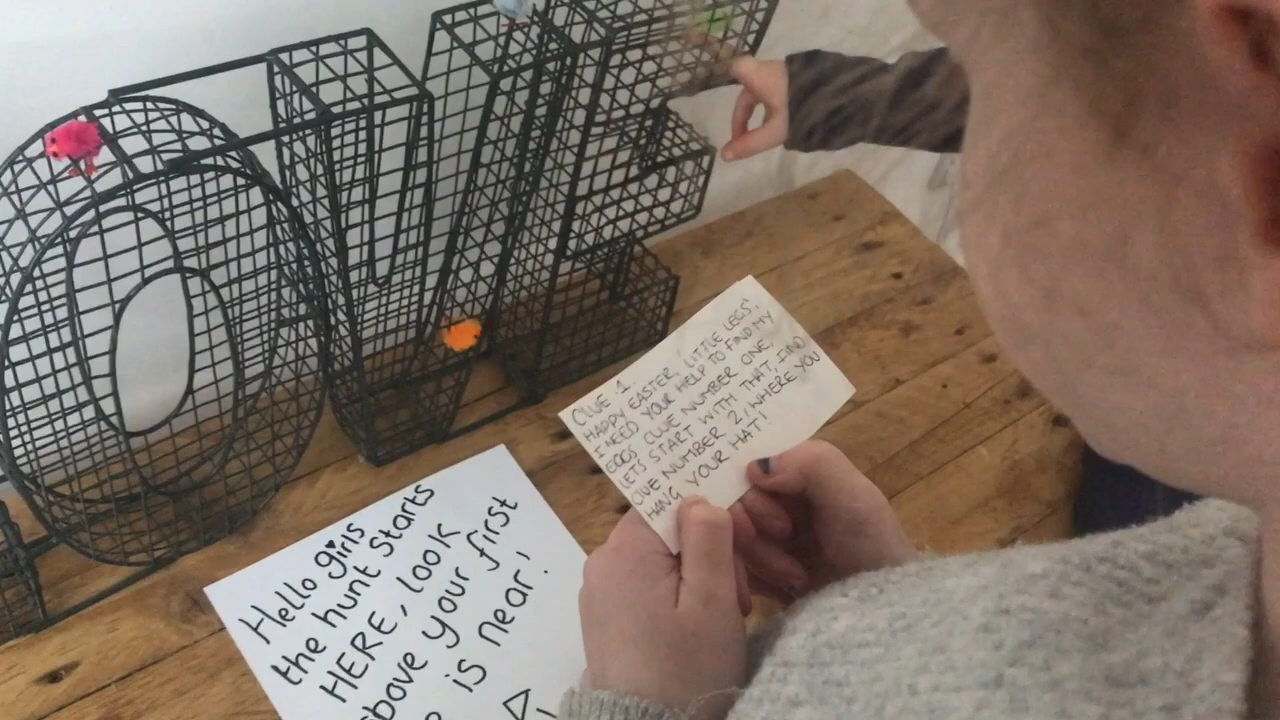 CLUE 1.
HAPPY EASTER, LITTLE LEGS,
I NEED YOUR HELP TO FIND MY
EGGS CLUE NUMBER ONE,
LETS START WITH THAT, FIND
CLUE NUMBER 2, WHERE YOU
HANG YOUR HAT!
Hello girls
the hunt starts
HERE, look
above your first
is near!